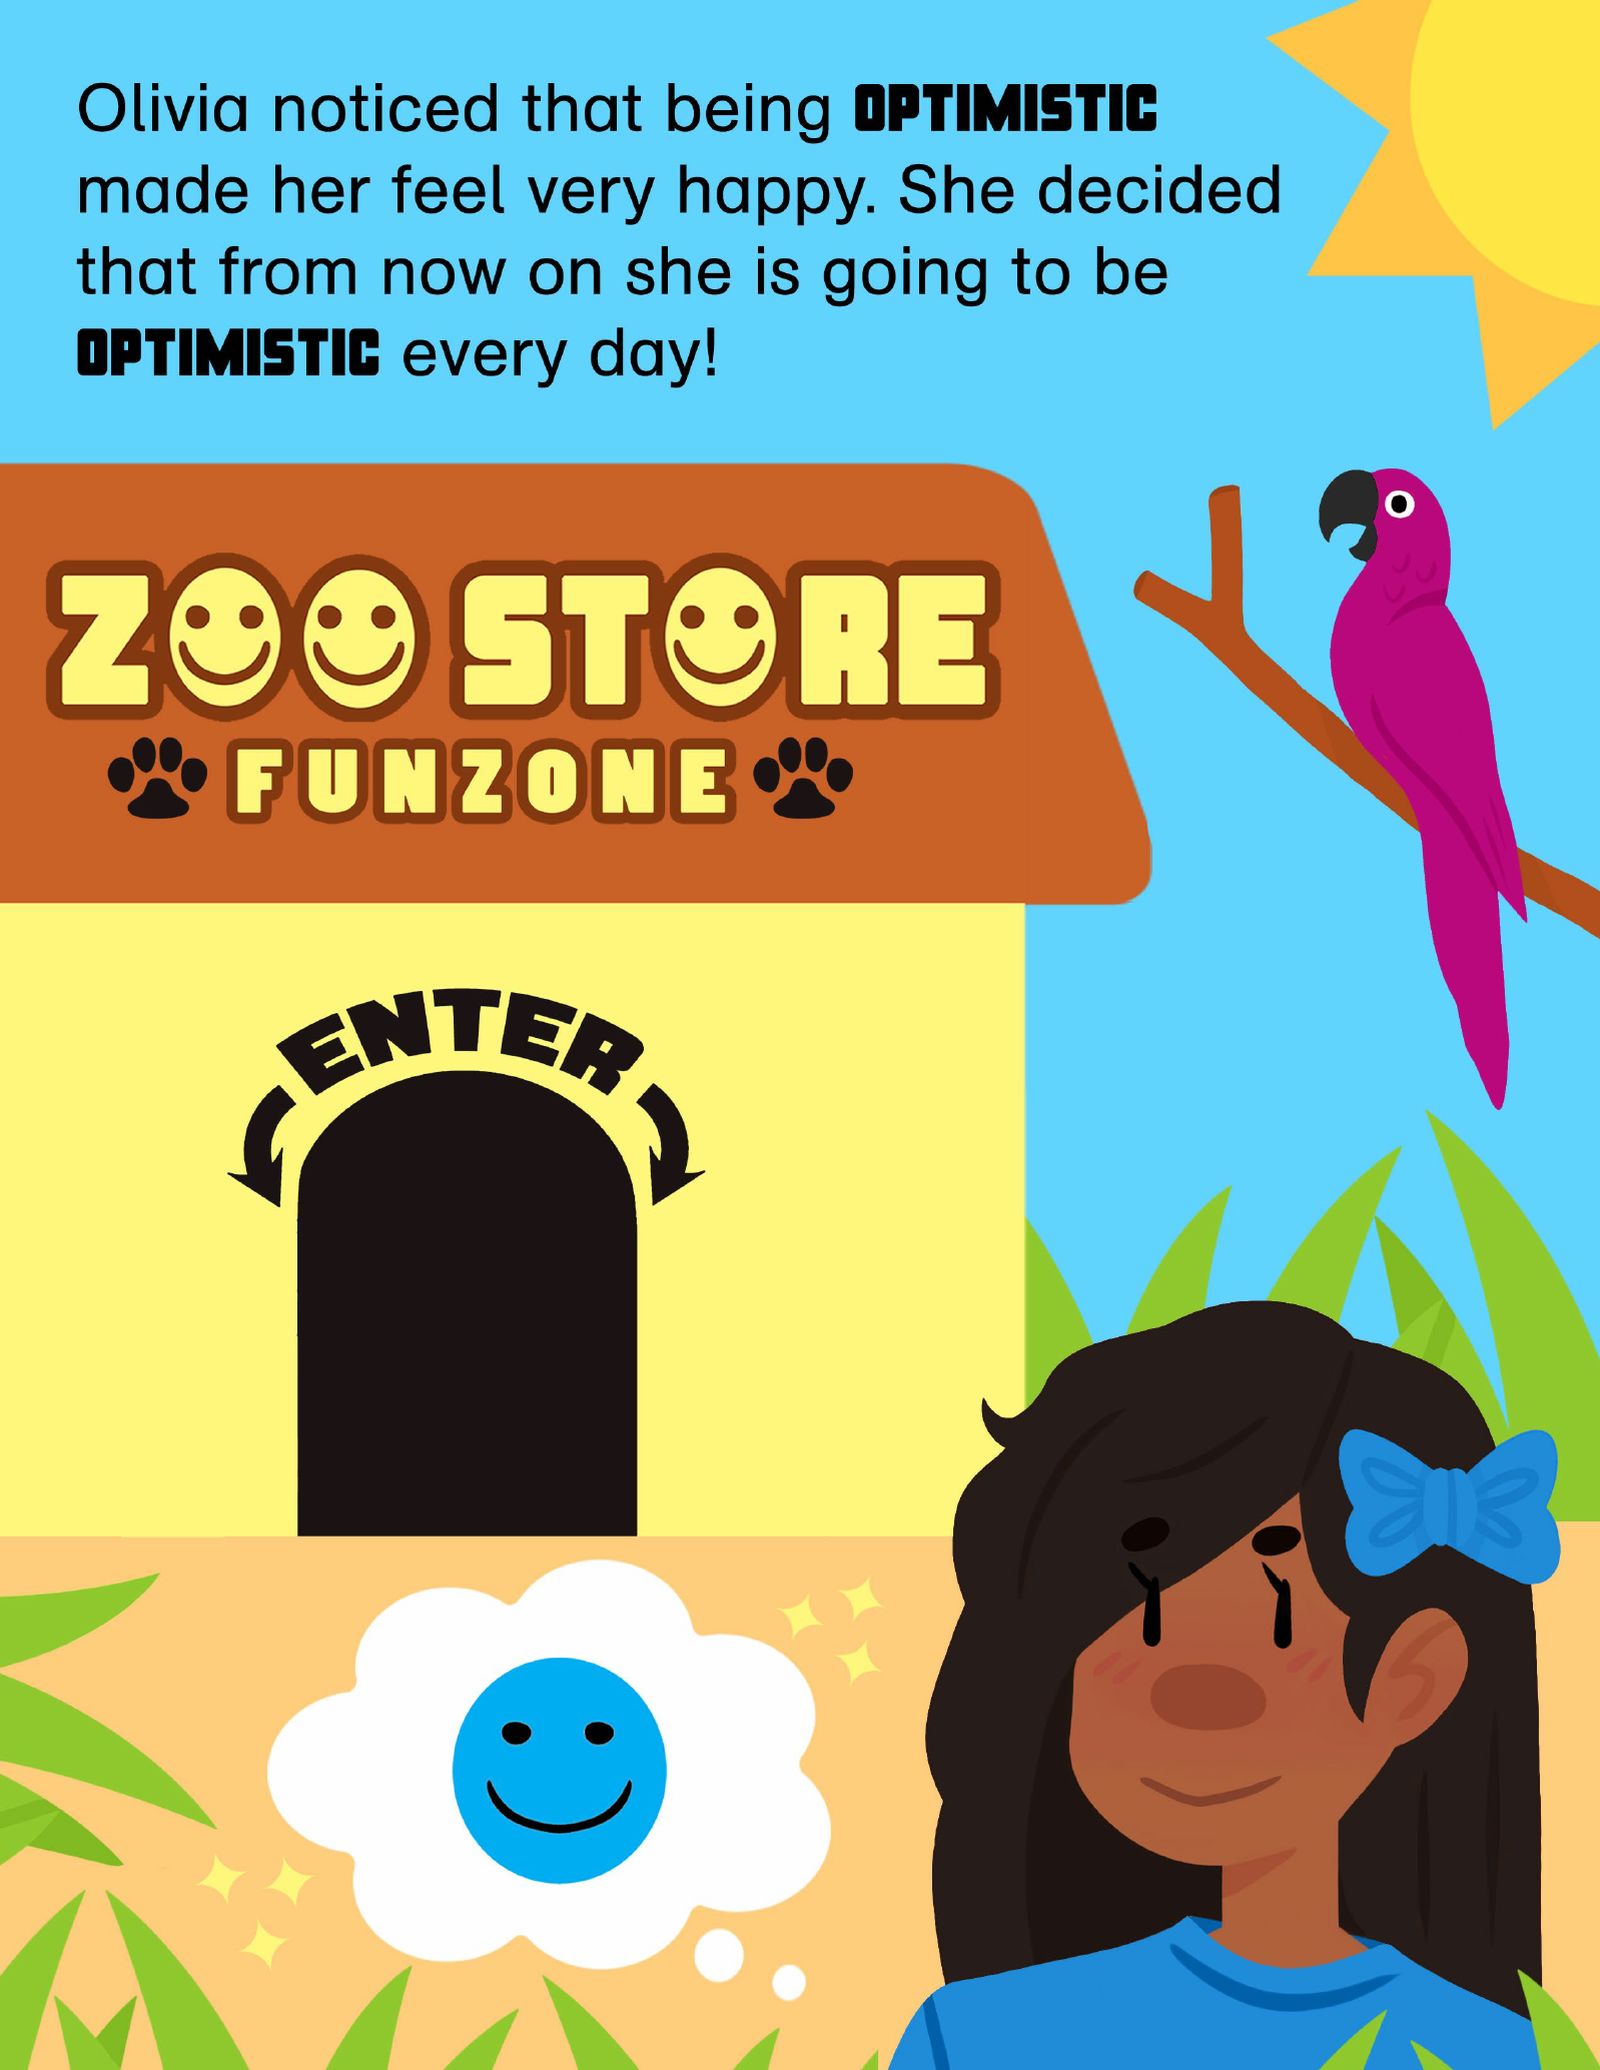 Olivia noticed that being OPTIMISTIC
made her feel very happy. She decided
that from now on she is going to be
OPTIMISTIC every day!
ZOO STORE
FUNZONE
ENTER